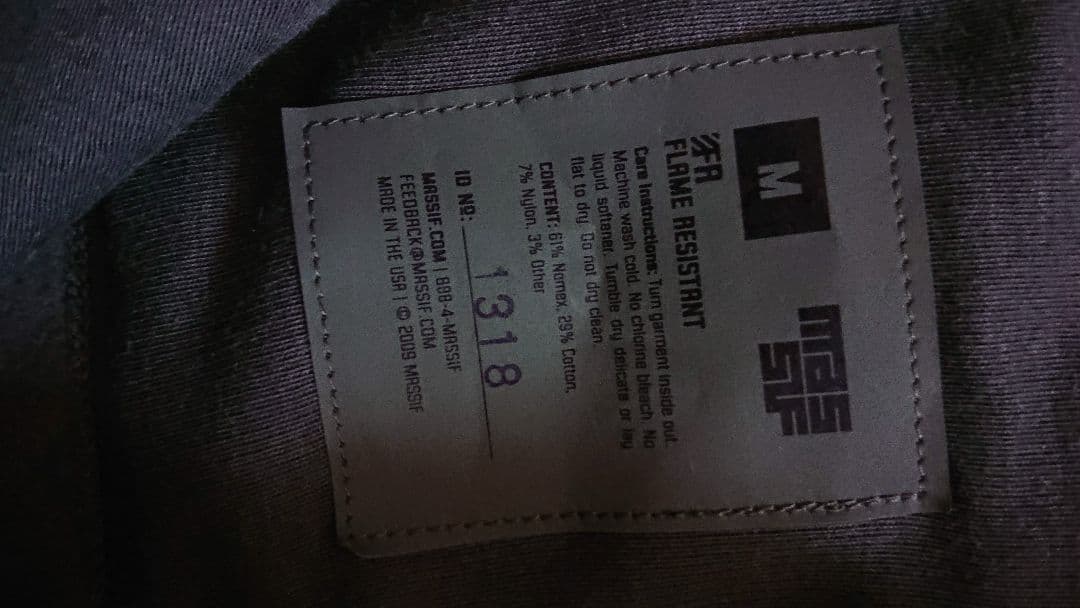 M
mas
sif
FR
FLAME RESISTANT
Care Instructions: Turn garment inside out.
Machine wash cold. No chlorine bleach. No
liquid softener. Tumble dry delicate or lay
flat to dry. Do not dry clean.
CONTENT: 61% Nomex, 29% Cotton,
7% Nylon, 3% Other
ID Nº: 1318
MASSIF.COM | 888-4-MASSIF
FEEDBACK@MASSIF.COM
MADE IN THE USA | © 2009 MASSIF